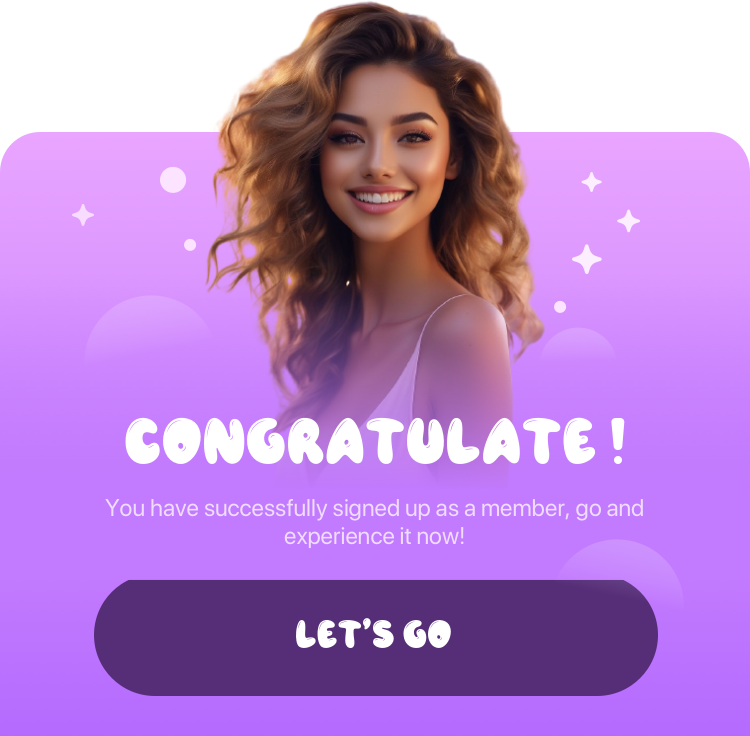 CONGRATULATE !
You have successfully signed up as a member, go and
experience it now!
LET'S GO